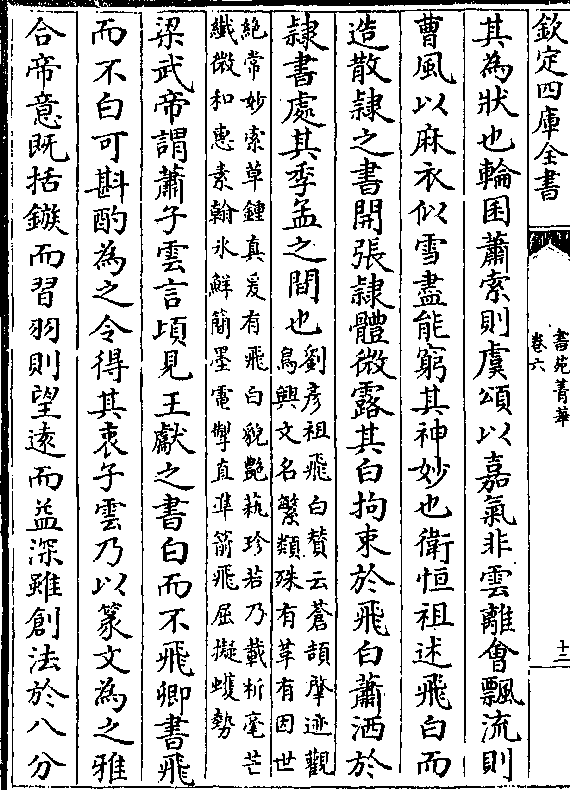 欽定四庫全書
書苑菁華
卷六
十二
其為狀也輪囷蕭索則虞頌以嘉氣非雲離會飄流則
曹風以麻衣似雪盡能窮其神妙也衛恒祖述飛白而
造散隸之書開張隸體微露其白拘束於飛白蕭洒於
隸書處其季孟之間也
劉彦祖飛白贊云蒼頡肇迹觀
鳥興文名繁類殊有革有因世
絶常妙索草鍾真爰有飛白貌艷蓺珍若乃載析毫芒
纖微和惠素翰氷鮮簡墨電掣直凖箭飛屈擬蠖勢
梁武帝謂蕭子雲言頃見王獻之書白而不飛卿書飛
而不白可斟酌為之令得其衷子雲乃以篆文為之雅
合帝意既括鏃而習羽則望遠而益深雖創法於八分